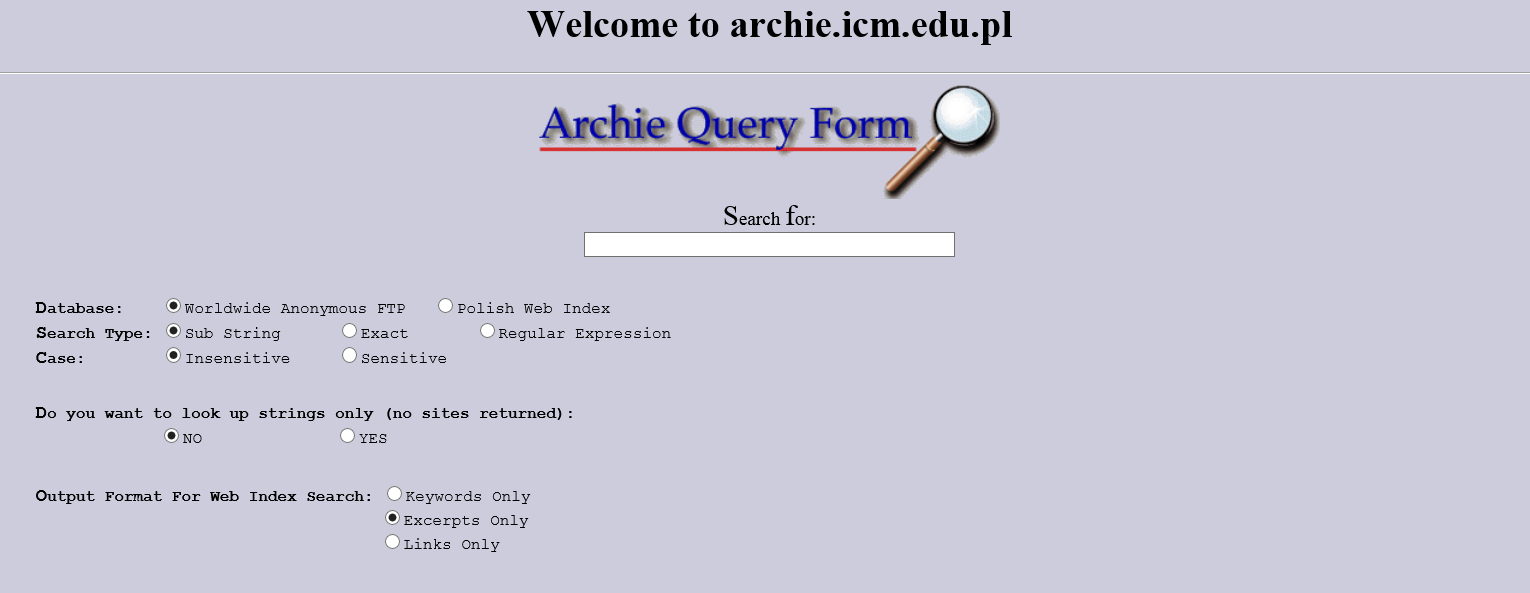 Welcome to archie.icm.edu.pl
Archie Query Form
Search for:
Database: Worldwide Anonymous FTP Polish Web Index
Search Type: Sub String Exact Regular Expression
Case: Insensitive Sensitive
Do you want to look up strings only (no sites returned):
NO YES
Output Format For Web Index Search: Keywords Only
Excerpts Only
Links Only